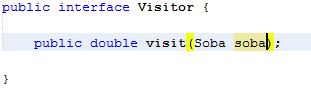 public interface Visitor {
public double visit(Soba soba);
}